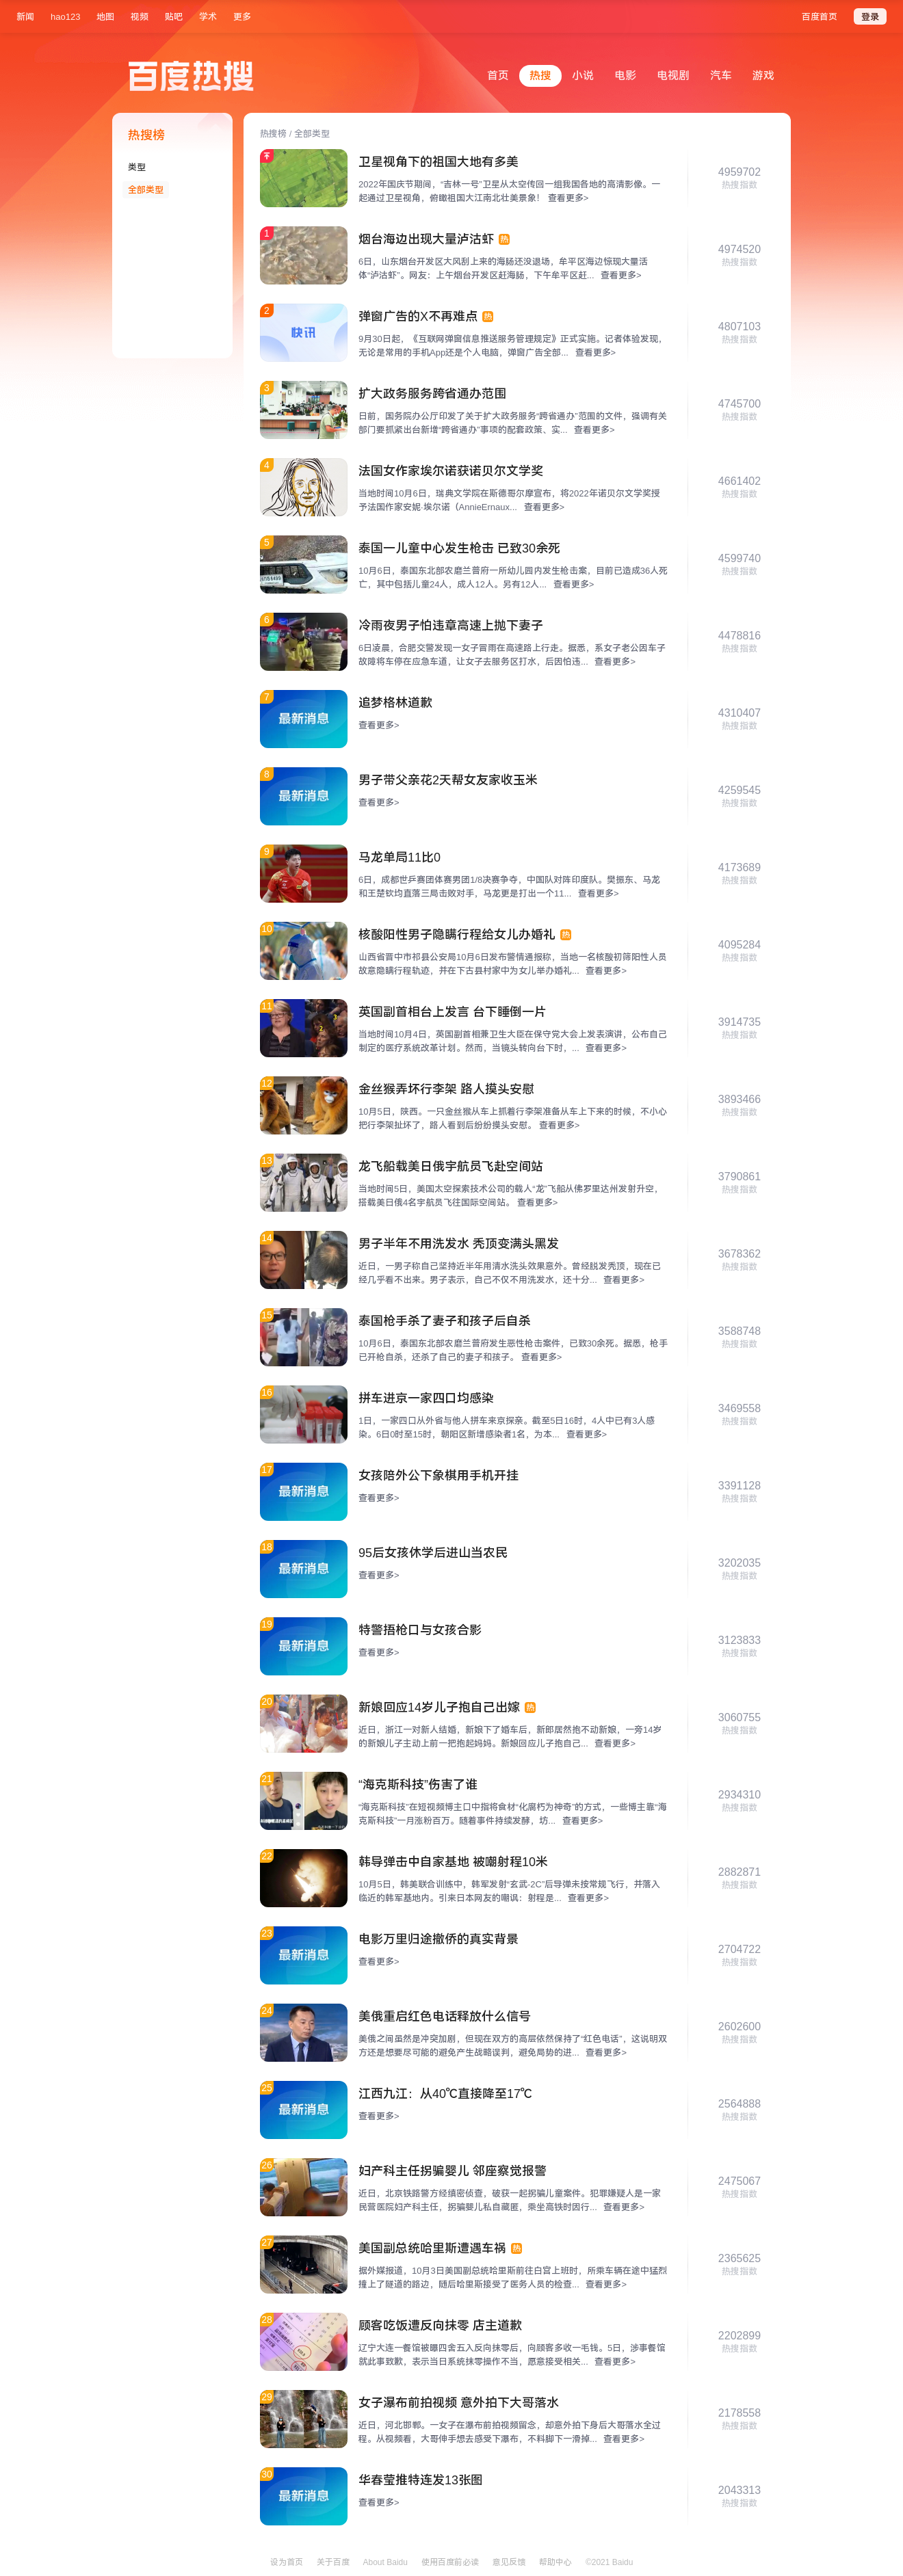 新闻 hao123 地图 视频 贴吧 学术 更多 百度首页 登录
百度热搜 首页 热搜 小说 电影 电视剧 汽车 游戏
热搜榜
类型
全部类型
热搜榜 / 全部类型
卫星视角下的祖国大地有多美
2022年国庆节期间，“吉林一号”卫星从太空传回一组我国各地的高清影像。一
起通过卫星视角，俯瞰祖国大江南北壮美景象！ 查看更多>
4959702
热搜指数
1
烟台海边出现大量泸沽虾 热
6日，山东烟台开发区大风刮上来的海肠还没退场，牟平区海边惊现大量活
体“泸沽虾”。网友：上午烟台开发区赶海肠，下午牟平区赶... 查看更多>
4974520
热搜指数
2
快讯
弹窗广告的X不再难点 热
9月30日起，《互联网弹窗信息推送服务管理规定》正式实施。记者体验发现，
无论是常用的手机App还是个人电脑，弹窗广告全部... 查看更多>
4807103
热搜指数
3
扩大政务服务跨省通办范围
日前，国务院办公厅印发了关于扩大政务服务“跨省通办”范围的文件，强调有关
部门要抓紧出台新增“跨省通办”事项的配套政策、实... 查看更多>
4745700
热搜指数
4
法国女作家埃尔诺获诺贝尔文学奖
当地时间10月6日，瑞典文学院在斯德哥尔摩宣布，将2022年诺贝尔文学奖授
予法国作家安妮·埃尔诺（AnnieErnaux... 查看更多>
4661402
热搜指数
5
泰国一儿童中心发生枪击 已致30余死
10月6日，泰国东北部农磨兰普府一所幼儿园内发生枪击案，目前已造成36人死
亡，其中包括儿童24人，成人12人。另有12人... 查看更多>
4599740
热搜指数
6
冷雨夜男子怕违章高速上抛下妻子
6日凌晨，合肥交警发现一女子冒雨在高速路上行走。据悉，系女子老公因车子
故障将车停在应急车道，让女子去服务区打水，后因怕违... 查看更多>
4478816
热搜指数
7
最新消息
追梦格林道歉
查看更多>
4310407
热搜指数
8
最新消息
男子带父亲花2天帮女友家收玉米
查看更多>
4259545
热搜指数
9
马龙单局11比0
6日，成都世乒赛团体赛男团1/8决赛争夺，中国队对阵印度队。樊振东、马龙
和王楚钦均直落三局击败对手，马龙更是打出一个11... 查看更多>
4173689
热搜指数
10
核酸阳性男子隐瞒行程给女儿办婚礼 热
山西省晋中市祁县公安局10月6日发布警情通报称，当地一名核酸初筛阳性人员
故意隐瞒行程轨迹，并在下古县村家中为女儿举办婚礼... 查看更多>
4095284
热搜指数
11
英国副首相台上发言 台下睡倒一片
当地时间10月4日，英国副首相兼卫生大臣在保守党大会上发表演讲，公布自己
制定的医疗系统改革计划。然而，当镜头转向台下时，... 查看更多>
3914735
热搜指数
12
金丝猴弄坏行李架 路人摸头安慰
10月5日，陕西。一只金丝猴从车上抓着行李架准备从车上下来的时候，不小心
把行李架扯坏了，路人看到后纷纷摸头安慰。 查看更多>
3893466
热搜指数
13
龙飞船载美日俄宇航员飞赴空间站
当地时间5日，美国太空探索技术公司的载人“龙”飞船从佛罗里达州发射升空，
搭载美日俄4名宇航员飞往国际空间站。 查看更多>
3790861
热搜指数
14
男子半年不用洗发水 秃顶变满头黑发
近日，一男子称自己坚持近半年用清水洗头效果意外。曾经脱发秃顶，现在已
经几乎看不出来。男子表示，自己不仅不用洗发水，还十分... 查看更多>
3678362
热搜指数
15
泰国枪手杀了妻子和孩子后自杀
10月6日，泰国东北部农磨兰普府发生恶性枪击案件，已致30余死。据悉，枪手
已开枪自杀，还杀了自己的妻子和孩子。 查看更多>
3588748
热搜指数
16
拼车进京一家四口均感染
1日，一家四口从外省与他人拼车来京探亲。截至5日16时，4人中已有3人感
染。6日0时至15时，朝阳区新增感染者1名，为本... 查看更多>
3469558
热搜指数
17
最新消息
女孩陪外公下象棋用手机开挂
查看更多>
3391128
热搜指数
18
最新消息
95后女孩休学后进山当农民
查看更多>
3202035
热搜指数
19
最新消息
特警捂枪口与女孩合影
查看更多>
3123833
热搜指数
20
新娘回应14岁儿子抱自己出嫁 热
近日，浙江一对新人结婚，新娘下了婚车后，新郎居然抱不动新娘，一旁14岁
的新娘儿子主动上前一把抱起妈妈。新娘回应儿子抱自己... 查看更多>
3060755
热搜指数
21
“海克斯科技”伤害了谁
“海克斯科技”在短视频博主口中指将食材“化腐朽为神奇”的方式，一些博主靠“海
克斯科技”一月涨粉百万。随着事件持续发酵，坊... 查看更多>
2934310
热搜指数
22
韩导弹击中自家基地 被嘲射程10米
10月5日，韩美联合训练中，韩军发射“玄武-2C”后导弹未按常规飞行，并落入
临近的韩军基地内。引来日本网友的嘲讽：射程是... 查看更多>
2882871
热搜指数
23
最新消息
电影万里归途撤侨的真实背景
查看更多>
2704722
热搜指数
24
美俄重启红色电话释放什么信号
美俄之间虽然是冲突加剧，但现在双方的高层依然保持了“红色电话”，这说明双
方还是想要尽可能的避免产生战略误判，避免局势的进... 查看更多>
2602600
热搜指数
25
最新消息
江西九江：从40℃直接降至17℃
查看更多>
2564888
热搜指数
26
妇产科主任拐骗婴儿 邻座察觉报警
近日，北京铁路警方经缜密侦查，破获一起拐骗儿童案件。犯罪嫌疑人是一家
民营医院妇产科主任，拐骗婴儿私自藏匿，乘坐高铁时因行... 查看更多>
2475067
热搜指数
27
美国副总统哈里斯遭遇车祸 热
据外媒报道，10月3日美国副总统哈里斯前往白宫上班时，所乘车辆在途中猛烈
撞上了隧道的路边，随后哈里斯接受了医务人员的检查... 查看更多>
2365625
热搜指数
28
顾客吃饭遭反向抹零 店主道歉
辽宁大连一餐馆被曝四舍五入反向抹零后，向顾客多收一毛钱。5日，涉事餐馆
就此事致歉，表示当日系统抹零操作不当，愿意接受相关... 查看更多>
2202899
热搜指数
29
女子瀑布前拍视频 意外拍下大哥落水
近日，河北邯郸。一女子在瀑布前拍视频留念，却意外拍下身后大哥落水全过
程。从视频看，大哥伸手想去感受下瀑布，不料脚下一滑掉... 查看更多>
2178558
热搜指数
30
最新消息
华春莹推特连发13张图
查看更多>
2043313
热搜指数
设为首页 关于百度 About Baidu 使用百度前必读 意见反馈 帮助中心 ©2021 Baidu